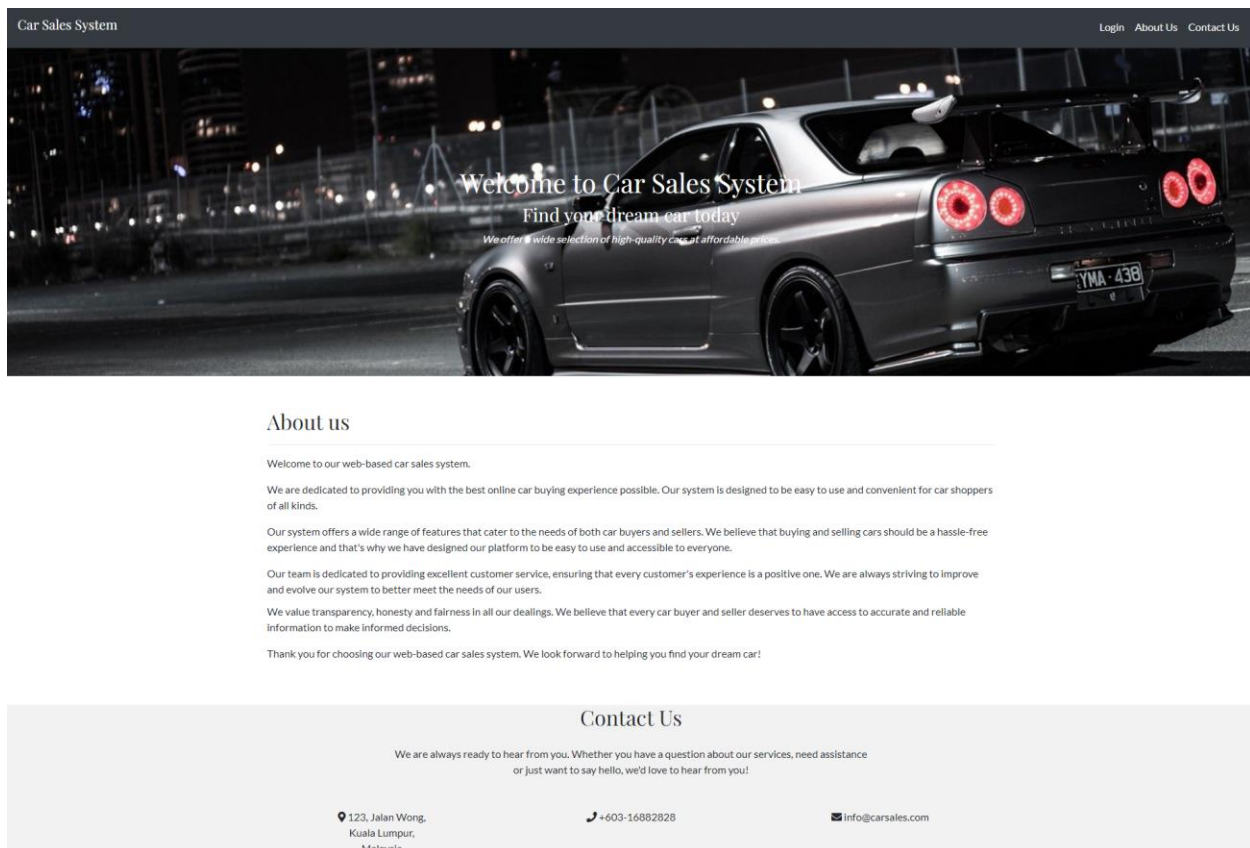 Car Sales System
Login About Us Contact Us
Welcome to Car Sales System
Find your dream car today
We offer a wide selection of high-quality cars at affordable prices.
YMA·438
About us
Welcome to our web-based car sales system.
We are dedicated to providing you with the best online car buying experience possible. Our system is designed to be easy to use and convenient for car shoppers
of all kinds.
Our system offers a wide range of features that cater to the needs of both car buyers and sellers. We believe that buying and selling cars should be a hassle-free
experience and that's why we have designed our platform to be easy to use and accessible to everyone.
Our team is dedicated to providing excellent customer service, ensuring that every customer's experience is a positive one. We are always striving to improve
and evolve our system to better meet the needs of our users.
We value transparency, honesty and fairness in all our dealings. We believe that every car buyer and seller deserves to have access to accurate and reliable
information to make informed decisions.
Thank you for choosing our web-based car sales system. We look forward to helping you find your dream car!
Contact Us
We are always ready to hear from you. Whether you have a question about our services, need assistance
or just want to say hello, we'd love to hear from you!
123, Jalan Wong,
Kuala Lumpur,
Malaysia
+603-16882828
info@carsales.com